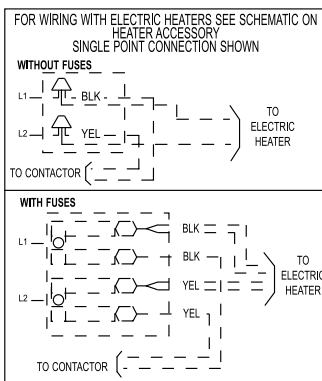 FOR WIRING WITH ELECTRIC HEATERS SEE SCHEMATIC ON
HEATER ACCESSORY
SINGLE POINT CONNECTION SHOWN
WITHOUT FUSES
L1
BLK
L2
YEL
TO
ELECTRIC
HEATER
TO CONTACTOR
WITH FUSES
L1
BLK
BLK
YEL
L2
YEL
TO
ELECTRIC
HEATER
TO CONTACTOR